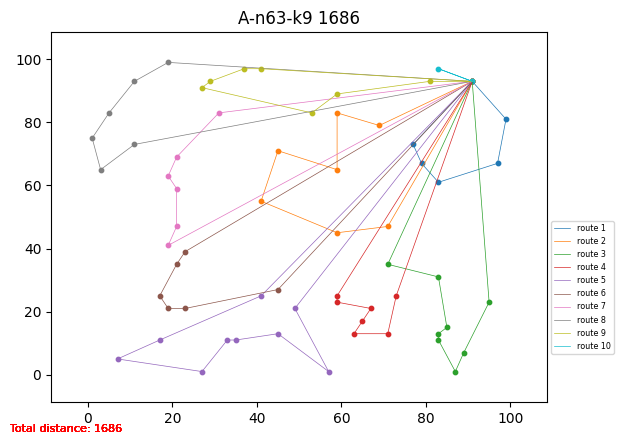 A-n63-k9 1686
100
80
60
40
20
0
0 20 40 60 80 100
route 1
route 2
route 3
route 4
route 5
route 6
route 7
route 8
route 9
route 10
Total distance: 1686